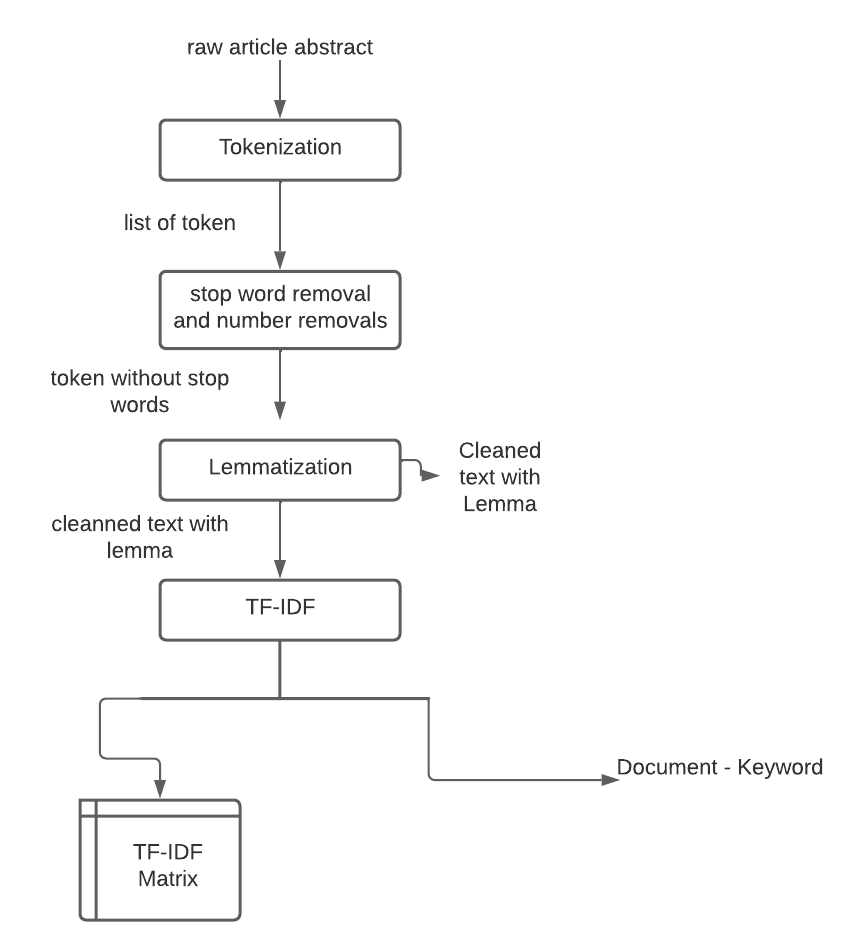 raw article abstract
Tokenization
list of token
stop word removal
and number removals
token without stop
words
Lemmatization
Cleaned
text with
Lemma
cleanned text with
lemma
TF-IDF
Document - Keyword
TF-IDF
Matrix